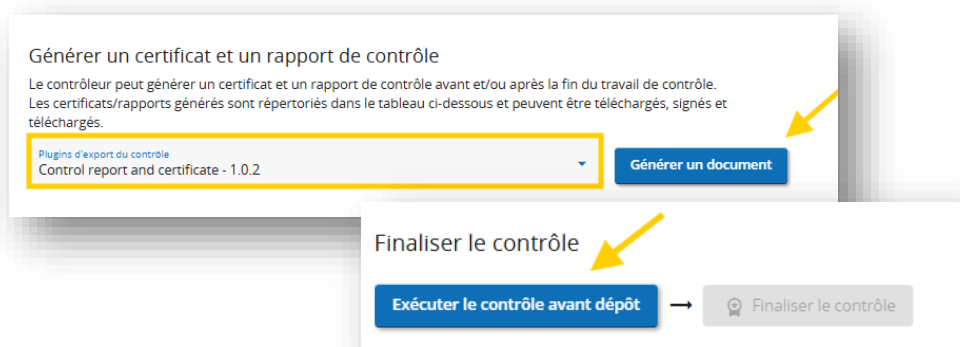 Générer un certificat et un rapport de contrôle
Le contrôleur peut générer un certificat et un rapport de contrôle avant et/ou après la fin du travail de contrôle.
Les certificats/rapports générés sont répertoriés dans le tableau ci-dessous et peuvent être téléchargés, signés et
téléchargés.
Plugins d'export du contrôle
Control report and certificate - 1.0.2
Générer un document
Finaliser le contrôle
Exécuter le contrôle avant dépôt → Finaliser le contrôle